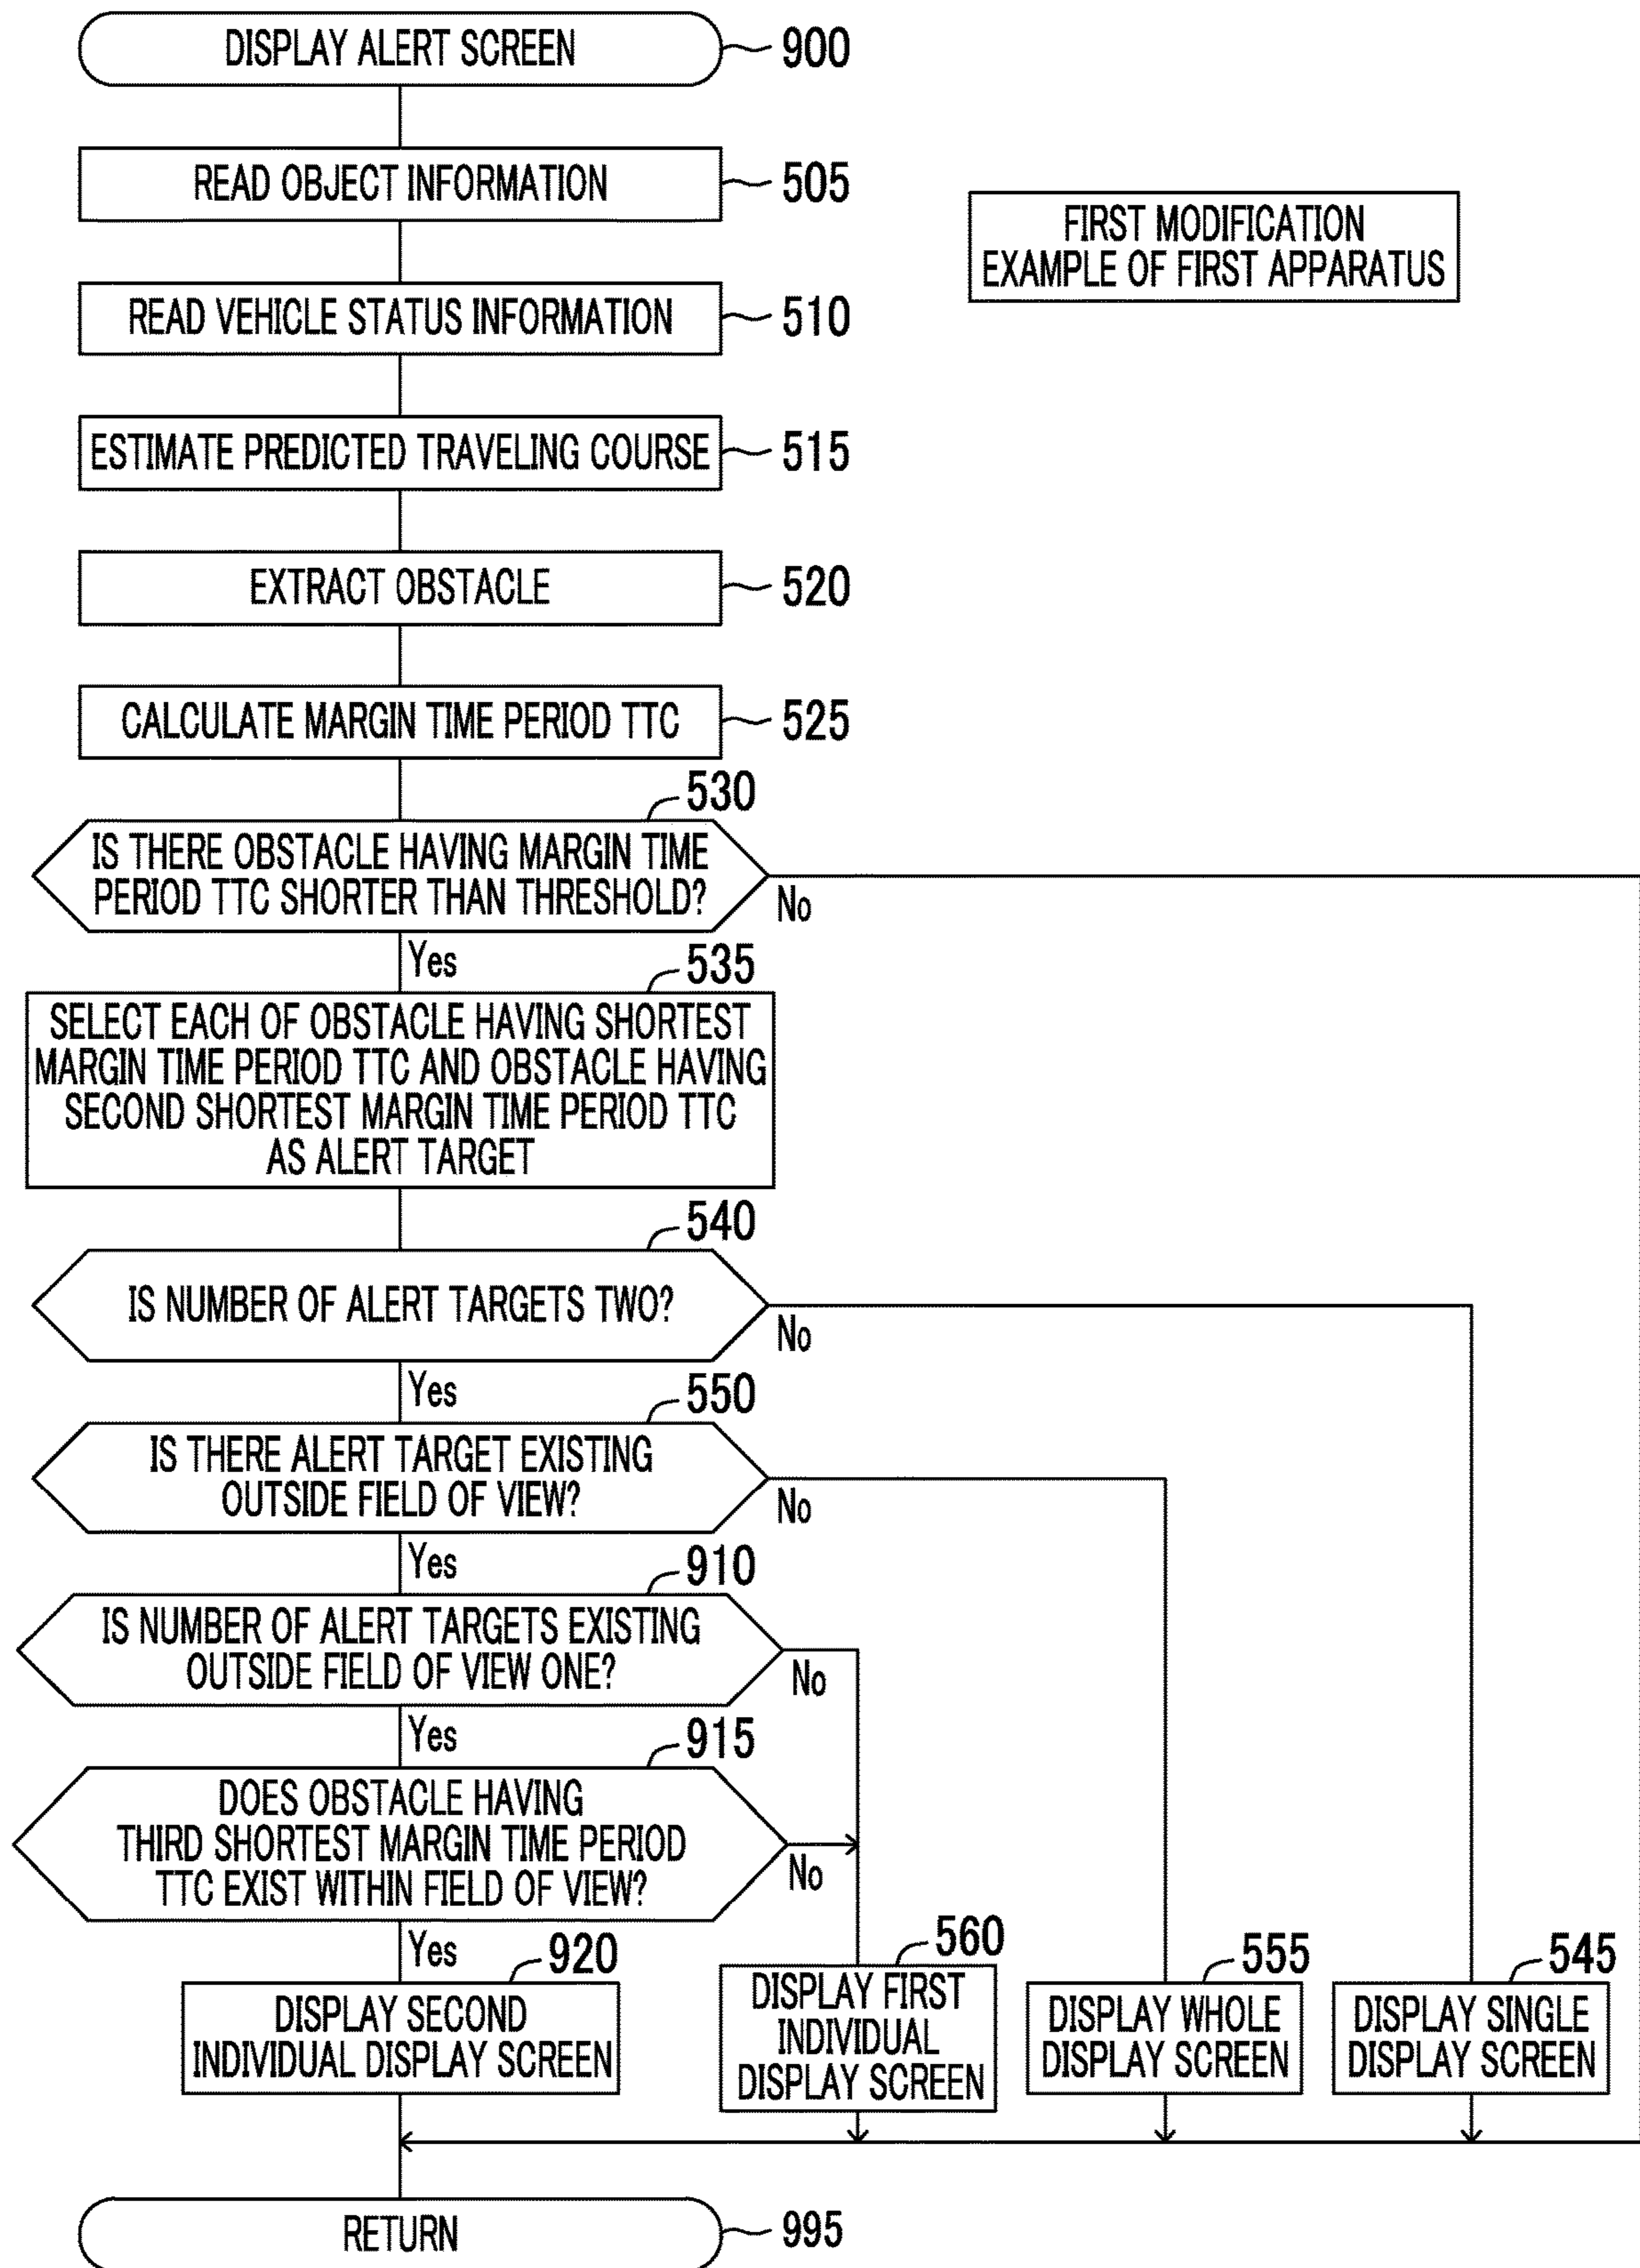 DISPLAY ALERT SCREEN
900
READ OBJECT INFORMATION
505
FIRST MODIFICATION
EXAMPLE OF FIRST APPARATUS
READ VEHICLE STATUS INFORMATION
510
ESTIMATE PREDICTED TRAVELING COURSE
515
EXTRACT OBSTACLE
520
CALCULATE MARGIN TIME PERIOD TTC
525
530
IS THERE OBSTACLE HAVING MARGIN TIME
PERIOD TTC SHORTER THAN THRESHOLD?
No
Yes
535
SELECT EACH OF OBSTACLE HAVING SHORTEST
MARGIN TIME PERIOD TTC AND OBSTACLE HAVING
SECOND SHORTEST MARGIN TIME PERIOD TTC
AS ALERT TARGET
540
IS NUMBER OF ALERT TARGETS TWO?
No
Yes
550
IS THERE ALERT TARGET EXISTING
OUTSIDE FIELD OF VIEW?
No
Yes
910
IS NUMBER OF ALERT TARGETS EXISTING
OUTSIDE FIELD OF VIEW ONE?
No
Yes
915
DOES OBSTACLE HAVING
THIRD SHORTEST MARGIN TIME PERIOD
TTC EXIST WITHIN FIELD OF VIEW?
No
Yes
920
DISPLAY SECOND
INDIVIDUAL DISPLAY SCREEN
560
DISPLAY FIRST
INDIVIDUAL
DISPLAY SCREEN
555
DISPLAY WHOLE
DISPLAY SCREEN
545
DISPLAY SINGLE
DISPLAY SCREEN
RETURN
995